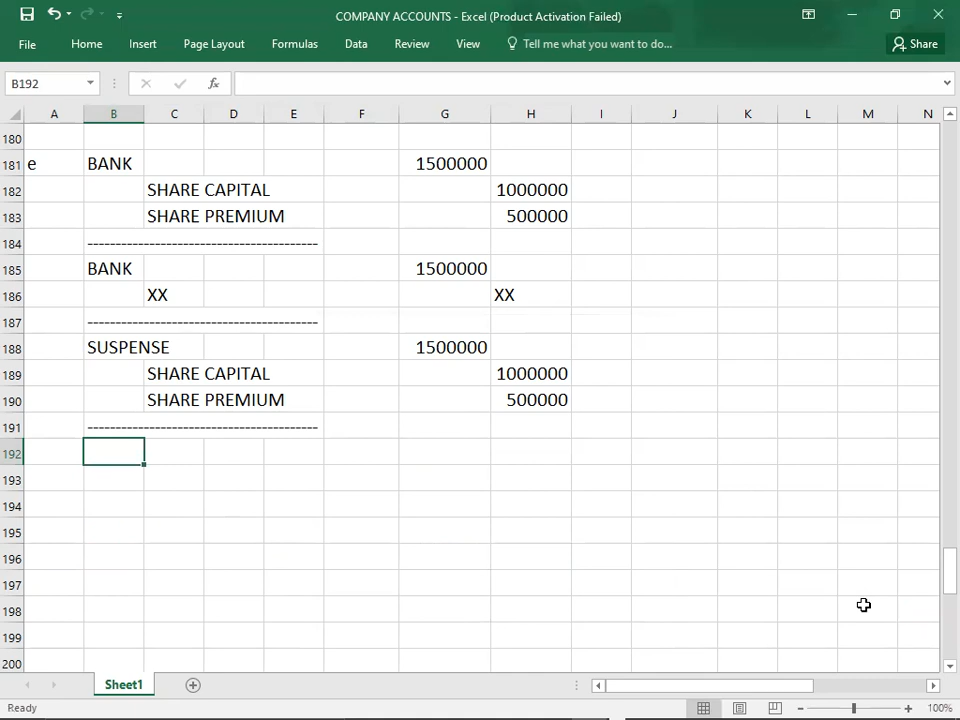 COMPANY ACCOUNTS - Excel (Product Activation Failed)
File Home Insert Page Layout Formulas Data Review View Tell me what you want to do... Share
B192 fx
A B C D E F G H I J K L M N
180
181 e BANK 1500000
182 SHARE CAPITAL 1000000
183 SHARE PREMIUM 500000
184 ------------------------------------------
185 BANK 1500000
186 XX XX
187 ------------------------------------------
188 SUSPENSE 1500000
189 SHARE CAPITAL 1000000
190 SHARE PREMIUM 500000
191 ------------------------------------------
192
193
194
195
196
197
198
199
200
Sheet1
Ready 100%